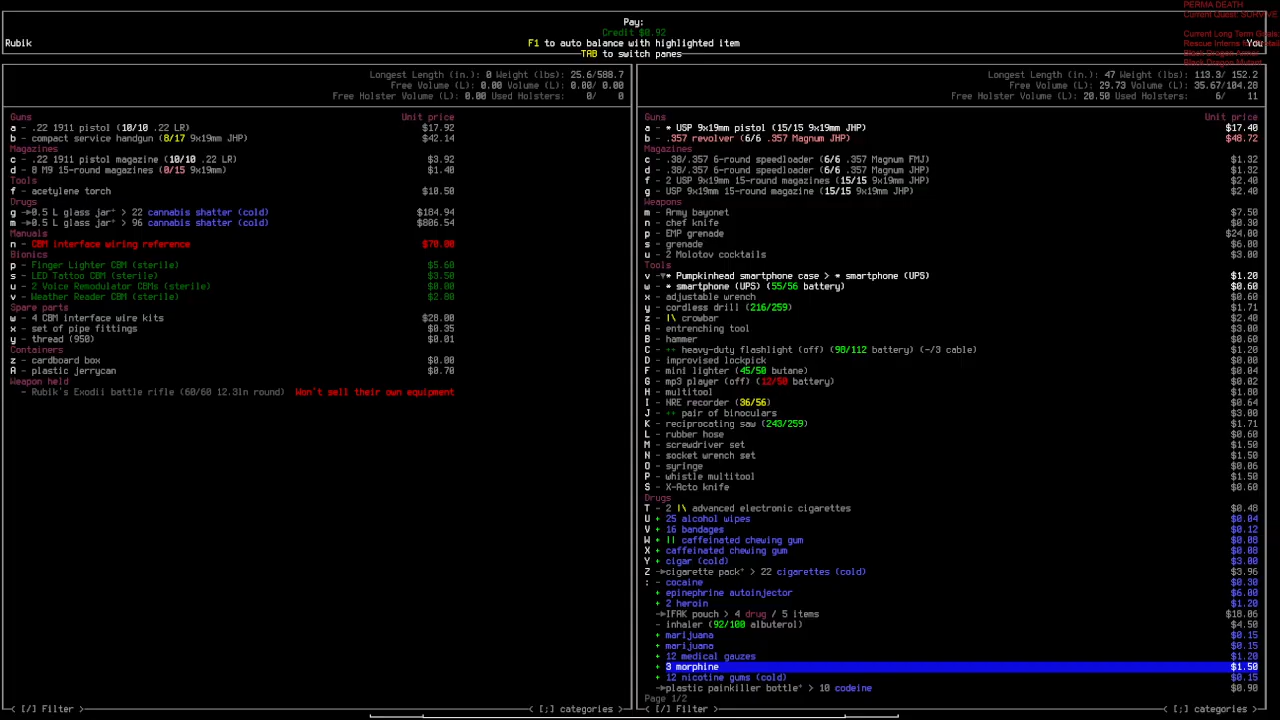 PERMA DEATH
Pay:
Credit $0.92
Rubik
F1 to auto balance with highlighted item
You
TAB to switch panes
Current Long Term Goals:
Longest Length (in.): 0 Weight (lbs): 25.6/588.7
Free Volume (L): 0.00 Volume (L): 0.00/ 0.00
Free Holster Volume (L): 0.00 Used Holsters: 0/ 0
Guns Unit price
a - .22 1911 pistol (10/10 .22 LR) $17.92
b - compact service handgun (8/17 9x19mm JHP) $42.14
Magazines
c - .22 1911 pistol magazine (10/10 .22 LR) $3.92
d - 8 M9 15-round magazines (0/15 9x19mm) $1.40
Tools
f - acetylene torch $10.50
Drugs
g ->0.5 L glass jar⁺ > 22 cannabis shatter (cold) $184.94
m ->0.5 L glass jar⁺ > 96 cannabis shatter (cold) $806.54
Manuals
n - CBM interface wiring reference $70.00
Bionics
p - Finger Lighter CBM (sterile) $5.60
s - LED Tattoo CBM (sterile) $3.50
u - 2 Voice Remodulator CBMs (sterile) $0.00
v - Weather Reader CBM (sterile) $2.80
Spare parts
w - 4 CBM interface wire kits $28.00
x - set of pipe fittings $0.35
y - thread (950) $0.01
Containers
z - cardboard box $0.00
A - plastic jerrycan $0.70
Weapon held
- Rubik's Exodii battle rifle (60/60 12.3ln round) Won't sell their own equipment
< [/] Filter > < [;] categories >
Longest Length (in.): 47 Weight (lbs): 113.3/ 152.2
Free Volume (L): 29.73 Volume (L): 35.67/104.20
Free Holster Volume (L): 20.50 Used Holsters: 6/ 11
Guns Unit price
a - * USP 9x19mm pistol (15/15 9x19mm JHP) $17.40
b - .357 revolver (6/6 .357 Magnum JHP) $48.72
Magazines
c - .38/.357 6-round speedloader (6/6 .357 Magnum FMJ) $1.32
d - .38/.357 6-round speedloader (6/6 .357 Magnum JHP) $1.32
f - 2 USP 9x19mm 15-round magazines (15/15 9x19mm JHP) $2.40
g - USP 9x19mm 15-round magazine (15/15 9x19mm JHP) $2.40
Weapons
m - Army bayonet $7.50
n - chef knife $0.30
p - EMP grenade $24.00
s - grenade $6.00
u - 2 Molotov cocktails $3.00
Tools
v -▼* Pumpkinhead smartphone case > * smartphone (UPS) $1.20
w - * smartphone (UPS) (55/56 battery) $0.60
x - adjustable wrench $0.60
y - cordless drill (216/259) $1.71
z - |\ crowbar $2.40
A - entrenching tool $3.00
B - hammer $0.60
C - ++ heavy-duty flashlight (off) (98/112 battery) (-/3 cable) $1.20
D - improvised lockpick $0.00
F - mini lighter (45/50 butane) $0.04
G - mp3 player (off) (12/50 battery) $0.02
H - multitool $1.80
I - NRE recorder (36/56) $0.64
J - ++ pair of binoculars $3.00
K - reciprocating saw (243/259) $1.71
L - rubber hose $0.60
M - screwdriver set $1.50
N - socket wrench set $1.50
O - syringe $0.06
P - whistle multitool $1.50
S - X-Acto knife $0.60
Drugs
T - 2 |\ advanced electronic cigarettes $0.48
U + 25 alcohol wipes $0.04
V + 16 bandages $0.12
W + || caffeinated chewing gum $0.08
X + caffeinated chewing gum $0.08
Y + cigar (cold) $3.00
Z ->cigarette pack⁺ > 22 cigarettes (cold) $3.96
: - cocaine $0.30
+ epinephrine autoinjector $6.00
+ 2 heroin $1.20
->IFAK pouch > 4 drug / 5 items $18.06
- inhaler (92/100 albuterol) $4.50
+ marijuana $0.15
+ marijuana $0.15
+ 12 medical gauzes $1.20
+ 3 morphine $1.50
+ 12 nicotine gums (cold) $0.15
->plastic painkiller bottle⁺ > 10 codeine $0.90
Page 1/2
< [/] Filter > < [;] categories >